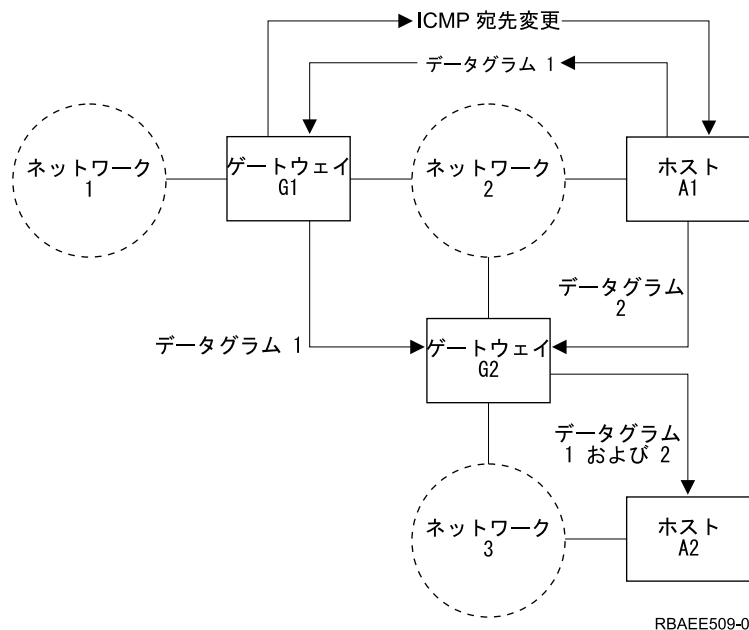 ICMP 宛先変更
データグラム 1
ネットワーク
1
ゲートウェイ
G1
ネットワーク
2
ホスト
A1
データグラム
2
データグラム 1
ゲートウェイ
G2
データグラム
1 および 2
ネットワーク
3
ホスト
A2
RBAEE509-0